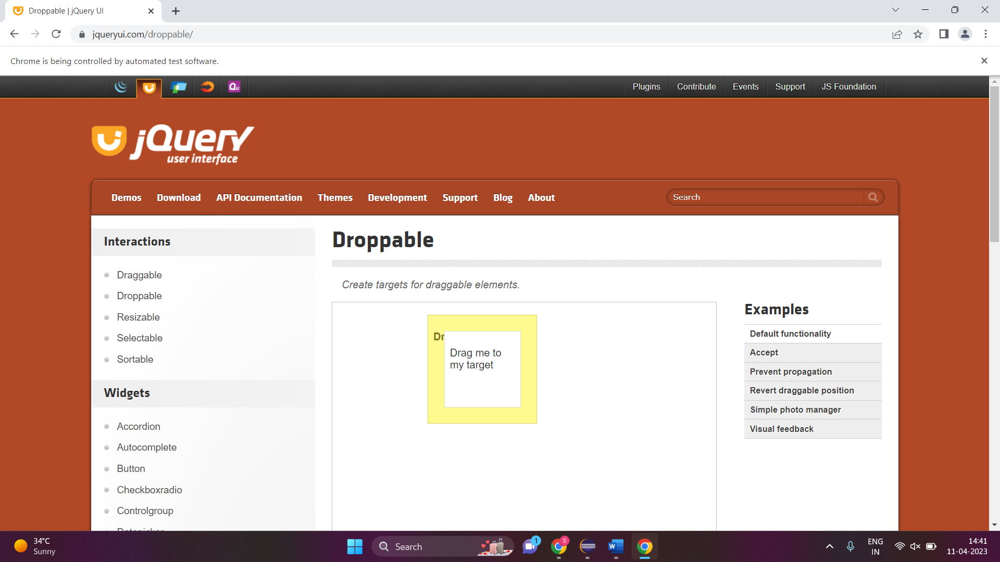 Droppable | jQuery UI
jqueryui.com/droppable/
Chrome is being controlled by automated test software.
Qu
Plugins
Contribute
Events
Support
JS Foundation
jQuery
user interface
Demos
Download
API Documentation
Themes
Development
Support
Blog
About
Search
Interactions
Draggable
Droppable
Resizable
Selectable
Sortable
Widgets
Accordion
Autocomplete
Button
Checkboxradio
Controlgroup
Droppable
Create targets for draggable elements.
Dr
Drag me to
my target
Examples
Default functionality
Accept
Prevent propagation
Revert draggable position
Simple photo manager
Visual feedback
34°C
Sunny
Search
1
S
W
ENG
IN
14:41
11-04-2023